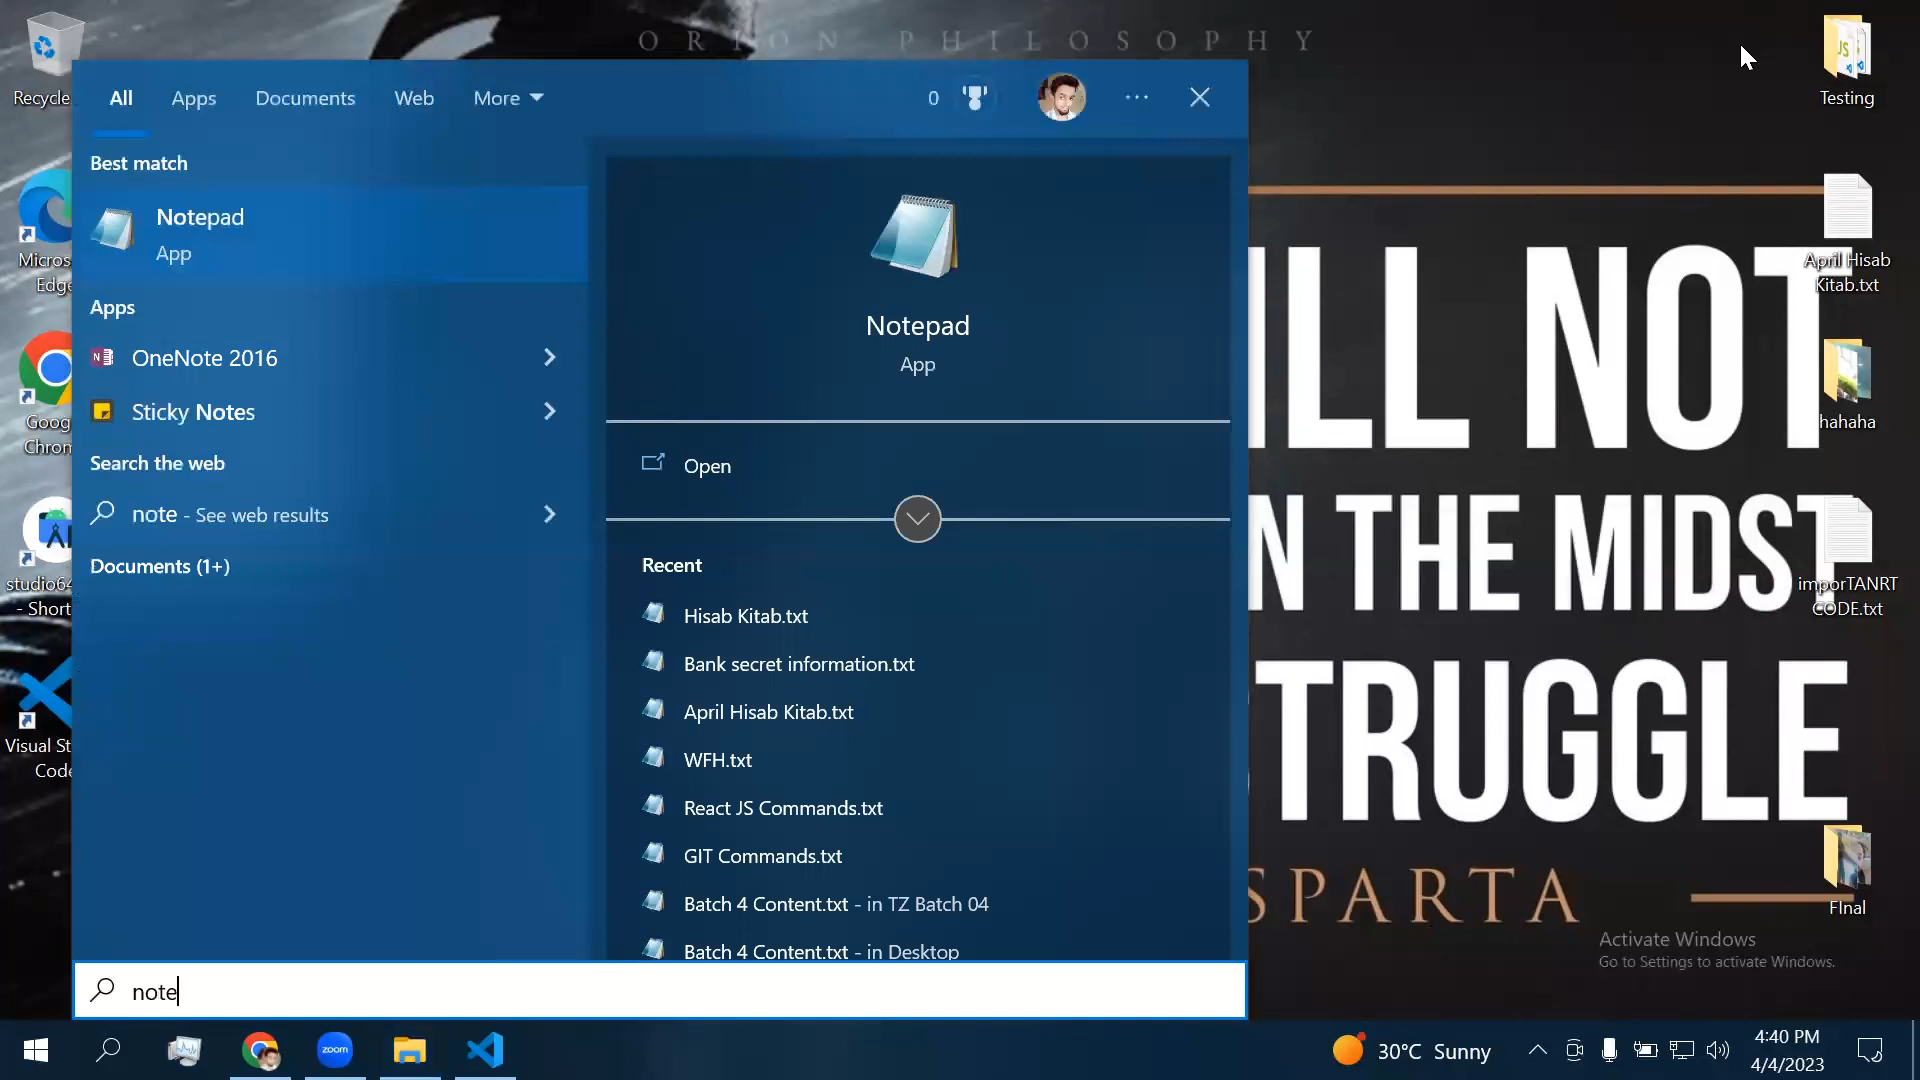 ORION PHILOSOPHY
Recycle
Testing
All
Apps
Documents
Web
More
0
Best match
Notepad
App
Apps
OneNote 2016
Sticky Notes
Search the web
note - See web results
Documents (1+)
Notepad
App
Open
Recent
Hisab Kitab.txt
Bank secret information.txt
April Hisab Kitab.txt
WFH.txt
React JS Commands.txt
GIT Commands.txt
Batch 4 Content.txt - in TZ Batch 04
Batch 4 Content.txt - in Desktop
note
Micros
Edge
Goog
Chrom
studio64
- Short
Visual St
Code
ILL NOT
N THE MIDST
TRUGGLE
SPARTA
April Hisab
Kitab.txt
hahaha
imporTANRT
CODE.txt
FInal
Activate Windows
Go to Settings to activate Windows.
zoom
30°C Sunny
4:40 PM
4/4/2023